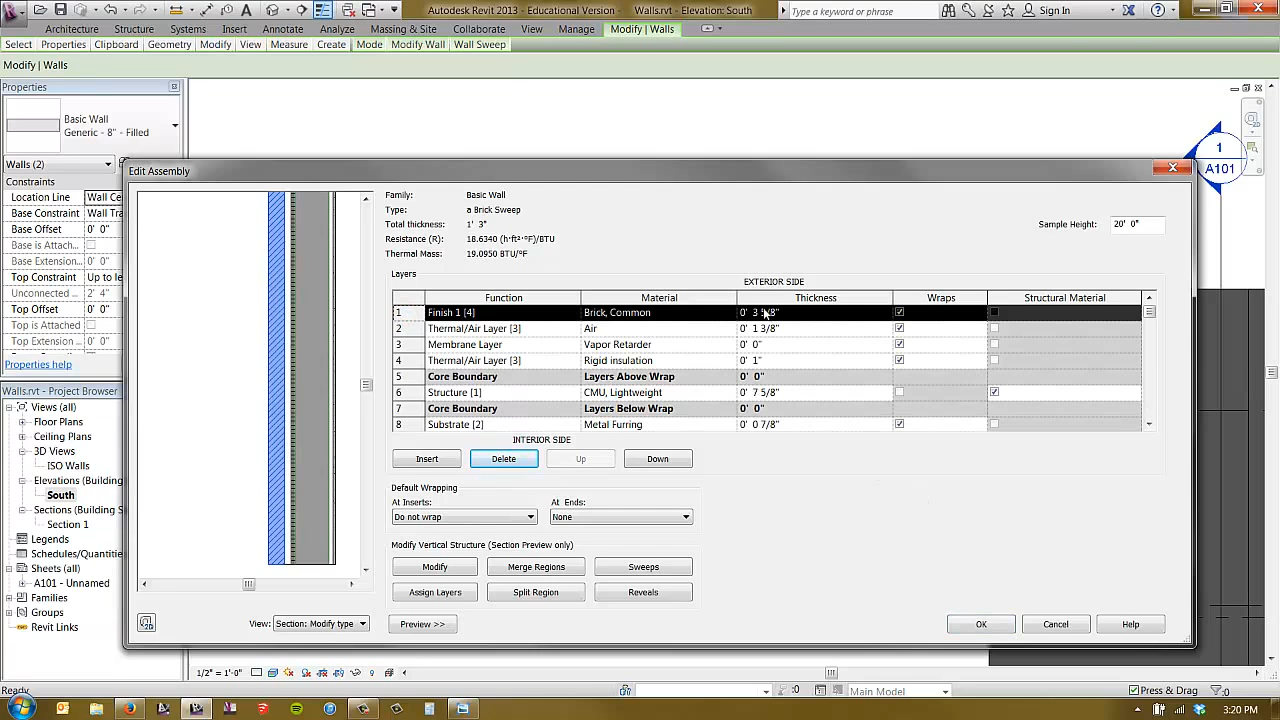 Autodesk Revit 2013 - Educational Version - Walls.rvt - Elevation: South
Type a keyword or phrase
Sign In
Architecture Structure Systems Insert Annotate Analyze Massing & Site Collaborate View Manage Modify | Walls
Select Properties Clipboard Geometry Modify View Measure Create Mode Modify Wall Wall Sweep
Modify | Walls
Properties
Basic Wall
Generic - 8" - Filled
Walls (2)
Constraints
Location Line Wall Ce
Base Constraint Wall Tra
Base Offset 0' 0"
Base is Attach...
Base Extension...
Top Constraint Up to le
Unconnected ... 2' 4"
Top Offset 0' 0"
Top is Attached
Top Extension ...
Properties help
Walls.rvt - Project Browser
Views (all)
Floor Plans
Ceiling Plans
3D Views
ISO Walls
Elevations (Building
South
Sections (Building S
Section 1
Legends
Schedules/Quantities
Sheets (all)
A101 - Unnamed
Families
Groups
Revit Links
1
A101
Edit Assembly
Family: Basic Wall
Type: a Brick Sweep
Total thickness: 1' 3"
Resistance (R): 18.6340 (h·ft²·°F)/BTU
Thermal Mass: 19.0950 BTU/°F
Sample Height: 20' 0"
Layers
EXTERIOR SIDE
Function Material Thickness Wraps Structural Material
1 Finish 1 [4] Brick, Common 0' 3 5/8"
2 Thermal/Air Layer [3] Air 0' 1 3/8"
3 Membrane Layer Vapor Retarder 0' 0"
4 Thermal/Air Layer [3] Rigid insulation 0' 1"
5 Core Boundary Layers Above Wrap 0' 0"
6 Structure [1] CMU, Lightweight 0' 7 5/8"
7 Core Boundary Layers Below Wrap 0' 0"
8 Substrate [2] Metal Furring 0' 0 7/8"
INTERIOR SIDE
Insert Delete Up Down
Default Wrapping
At Inserts: At Ends:
Do not wrap None
Modify Vertical Structure (Section Preview only)
Modify Merge Regions Sweeps
Assign Layers Split Region Reveals
View: Section: Modify type Preview >> OK Cancel Help
1/2" = 1'-0"
Ready :0 Main Model Press & Drag :0
3:20 PM